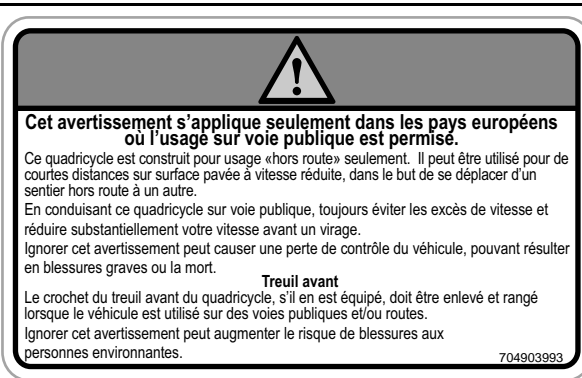 Cet avertissement s'applique seulement dans les pays européens
où l'usage sur voie publique est permise.
Ce quadricycle est construit pour usage «hors route» seulement. Il peut être utilisé pour de
courtes distances sur surface pavée à vitesse réduite, dans le but de se déplacer d'un
sentier hors route à un autre.
En conduisant ce quadricycle sur voie publique, toujours éviter les excès de vitesse et
réduire substantiellement votre vitesse avant un virage.
Ignorer cet avertissement peut causer une perte de contrôle du véhicule, pouvant résulter
en blessures graves ou la mort.
Treuil avant
Le crochet du treuil avant du quadricycle, s'il en est équipé, doit être enlevé et rangé
lorsque le véhicule est utilisé sur des voies publiques et/ou routes.
Ignorer cet avertissement peut augmenter le risque de blessures aux
personnes environnantes.
704903993